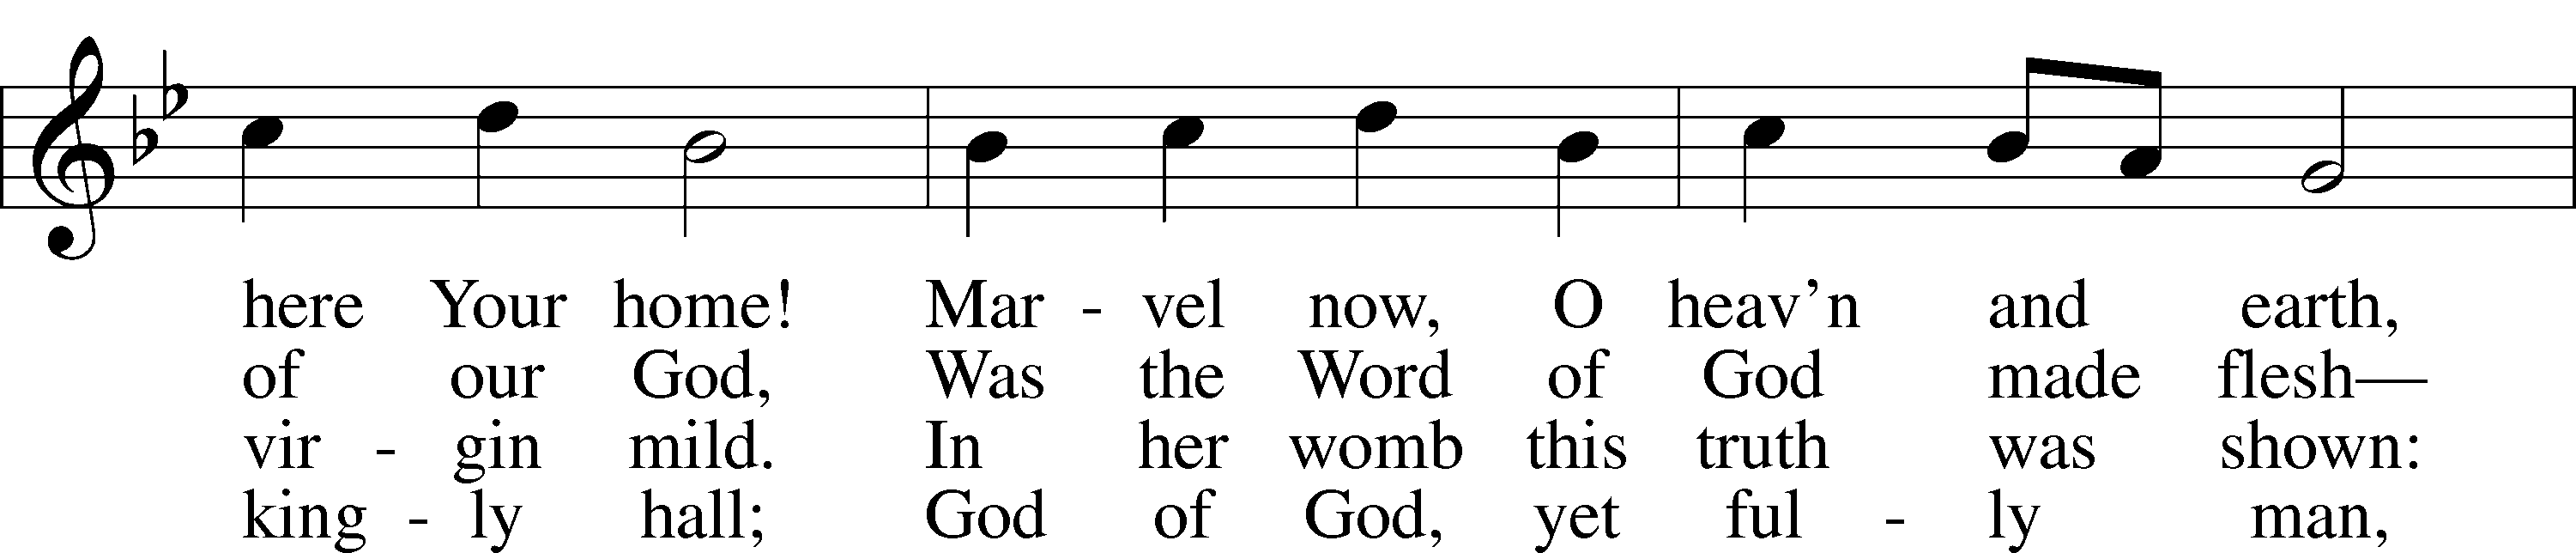 here Your home! Mar - vel now, O heav’n and earth,
of our God, Was the Word of God made flesh—
vir - gin mild. In her womb this truth was shown:
king - ly hall; God of God, yet ful - ly man,